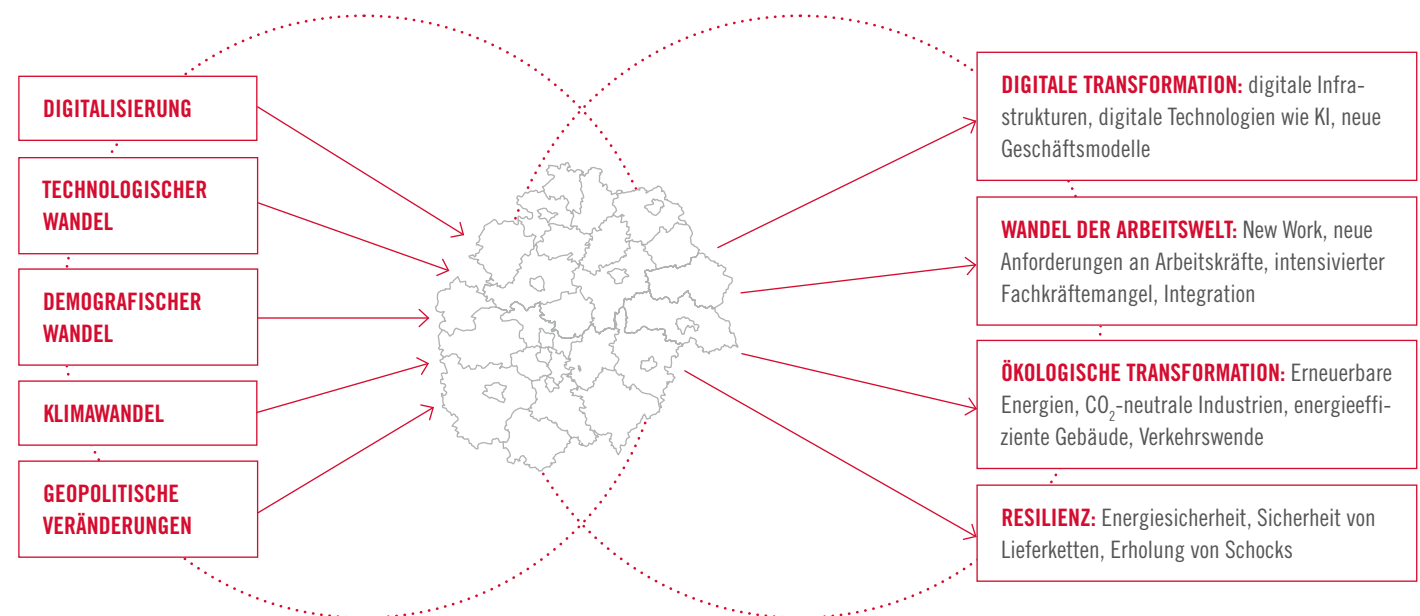 DIGITALISIERUNG
TECHNOLOGISCHER
WANDEL
DEMOGRAFISCHER
WANDEL
KLIMAWANDEL
GEOPOLITISCHE
VERÄNDERUNGEN
DIGITALE TRANSFORMATION: digitale Infra-
strukturen, digitale Technologien wie KI, neue
Geschäftsmodelle
WANDEL DER ARBEITSWELT: New Work, neue
Anforderungen an Arbeitskräfte, intensivierter
Fachkräftemangel, Integration
ÖKOLOGISCHE TRANSFORMATION: Erneuerbare
Energien, CO₂-neutrale Industrien, energieeffi-
ziente Gebäude, Verkehrswende
RESILIENZ: Energiesicherheit, Sicherheit von
Lieferketten, Erholung von Schocks